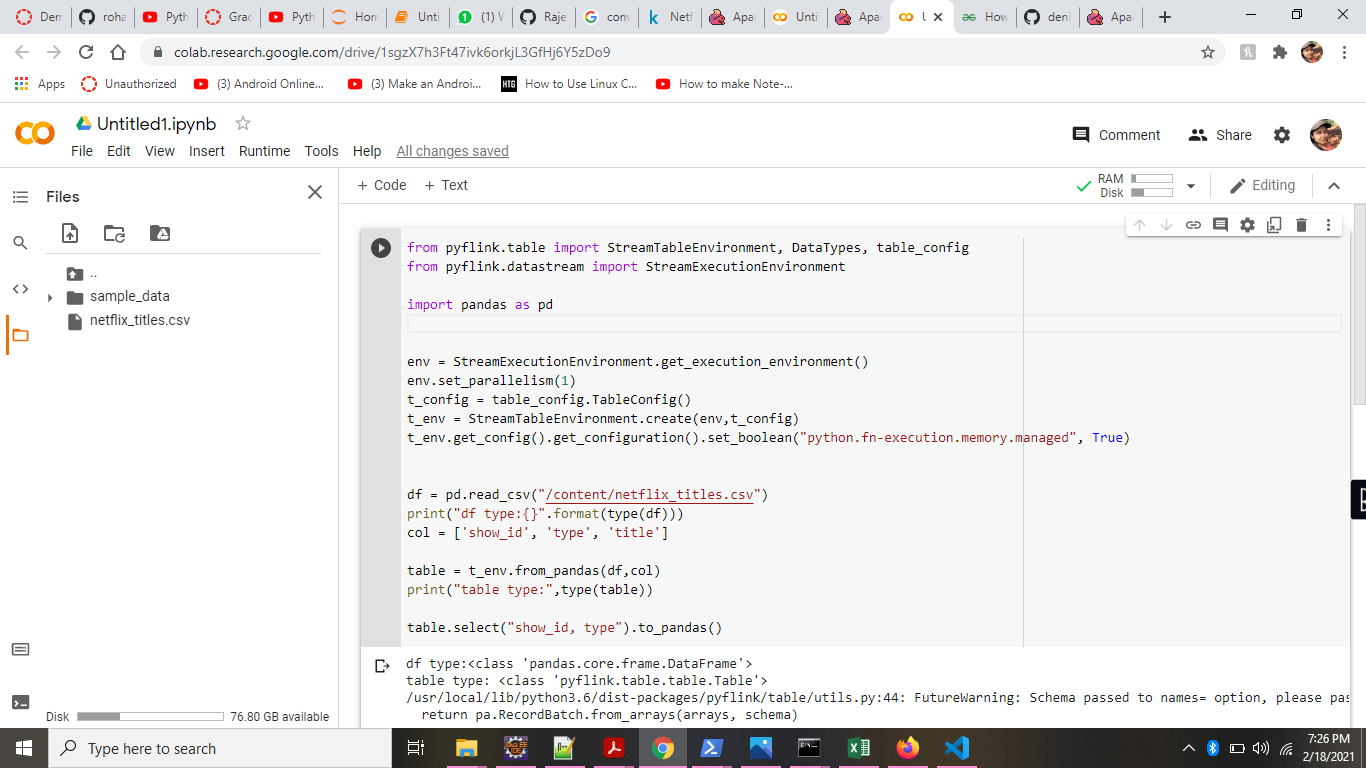 Dem
roha
Pyth
Grac
Pyth
Hom
Unti
(1) W
Raje
conv
Netf
Apa
Unti
Apa
U
How
deni
Apa
colab.research.google.com/drive/1sgzX7h3Ft47ivk6orkjL3GfHj6Y5zDo9
Apps
Unauthorized
(3) Android Online...
(3) Make an Androi...
HTG How to Use Linux C...
How to make Note-...
Untitled1.ipynb
Comment
Share
File Edit View Insert Runtime Tools Help All changes saved
Files
+ Code + Text
RAM
Disk
Editing
..
sample_data
netflix_titles.csv
from pyflink.table import StreamTableEnvironment, DataTypes, table_config
from pyflink.datastream import StreamExecutionEnvironment
import pandas as pd
env = StreamExecutionEnvironment.get_execution_environment()
env.set_parallelism(1)
t_config = table_config.TableConfig()
t_env = StreamTableEnvironment.create(env,t_config)
t_env.get_config().get_configuration().set_boolean("python.fn-execution.memory.managed", True)
df = pd.read_csv("/content/netflix_titles.csv")
print("df type:{}".format(type(df)))
col = ['show_id', 'type', 'title']
table = t_env.from_pandas(df,col)
print("table type:",type(table))
table.select("show_id, type").to_pandas()
df type:<class 'pandas.core.frame.DataFrame'>
table type: <class 'pyflink.table.table.Table'>
/usr/local/lib/python3.6/dist-packages/pyflink/table/utils.py:44: FutureWarning: Schema passed to names= option, please pas
return pa.RecordBatch.from_arrays(arrays, schema)
Disk 76.80 GB available
Type here to search
7:26 PM
2/18/2021